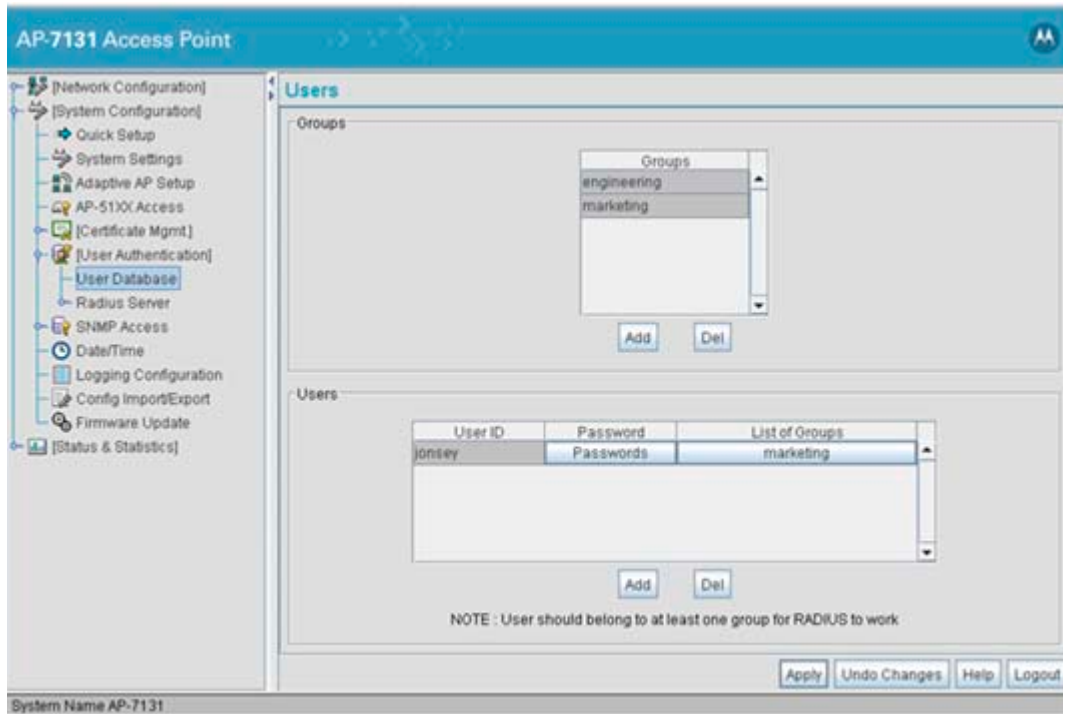 AP-7131 Access Point
[Network Configuration]
[System Configuration]
Quick Setup
System Settings
Adaptive AP Setup
AP-51XX Access
[Certificate Mgmt]
[User Authentication]
User Database
Radius Server
SNMP Access
Date/Time
Logging Configuration
Config Import/Export
Firmware Update
[Status & Statistics]
Users
Groups
Groups
engineering
marketing
Add Del
Users
User ID Password List of Groups
jonsey Passwords marketing
Add Del
NOTE : User should belong to at least one group for RADIUS to work
Apply Undo Changes Help Logout
System Name AP-7131